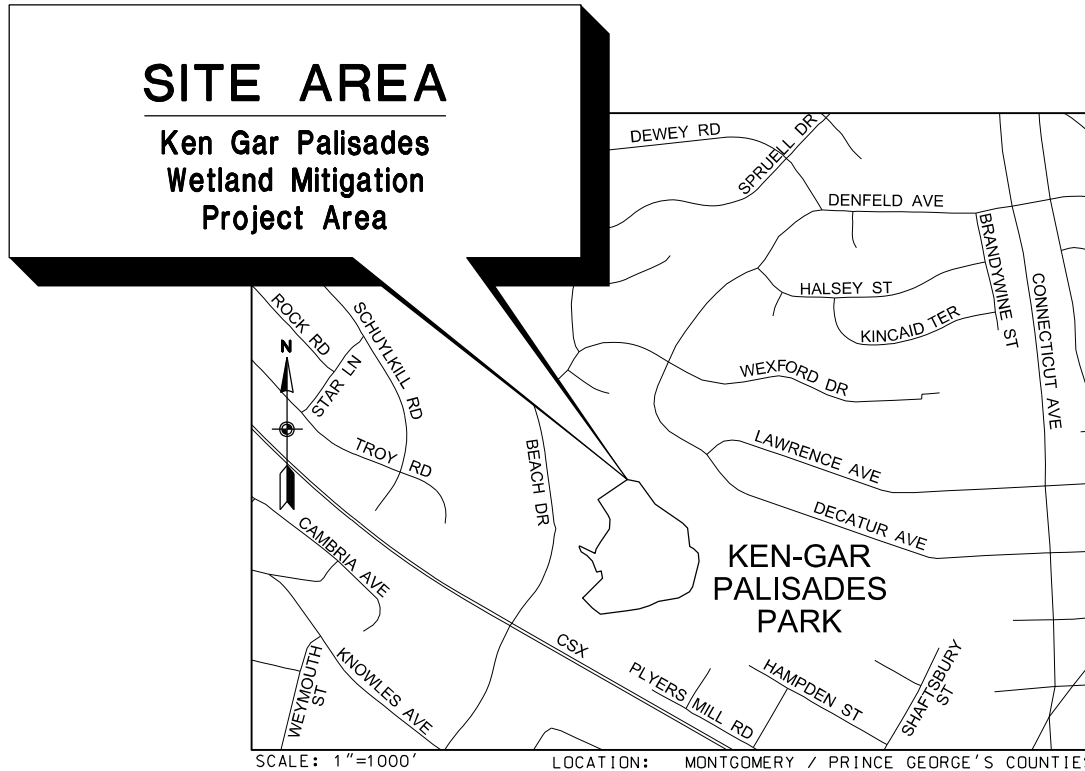 SITE AREA
Ken Gar Palisades
Wetland Mitigation
Project Area
DEWEY RD
SPRUELL DR
DENFELD AVE
BRANDYWINE ST
CONNECTICUT AVE
HALSEY ST
KINCAID TER
ROCK RD
SCHUYLKILL RD
STAR LN
N
TROY RD
WEXFORD DR
BEACH DR
LAWRENCE AVE
DECATUR AVE
CAMBRIA AVE
KEN-GAR
PALISADES
PARK
CSX
KNOWLES AVE
WEYMOUTH
ST
PLYERS MILL RD
HAMPDEN ST
SHAFTSBURY
ST
SCALE: 1"=1000'
LOCATION: MONTGOMERY / PRINCE GEORGE'S COUNTIES